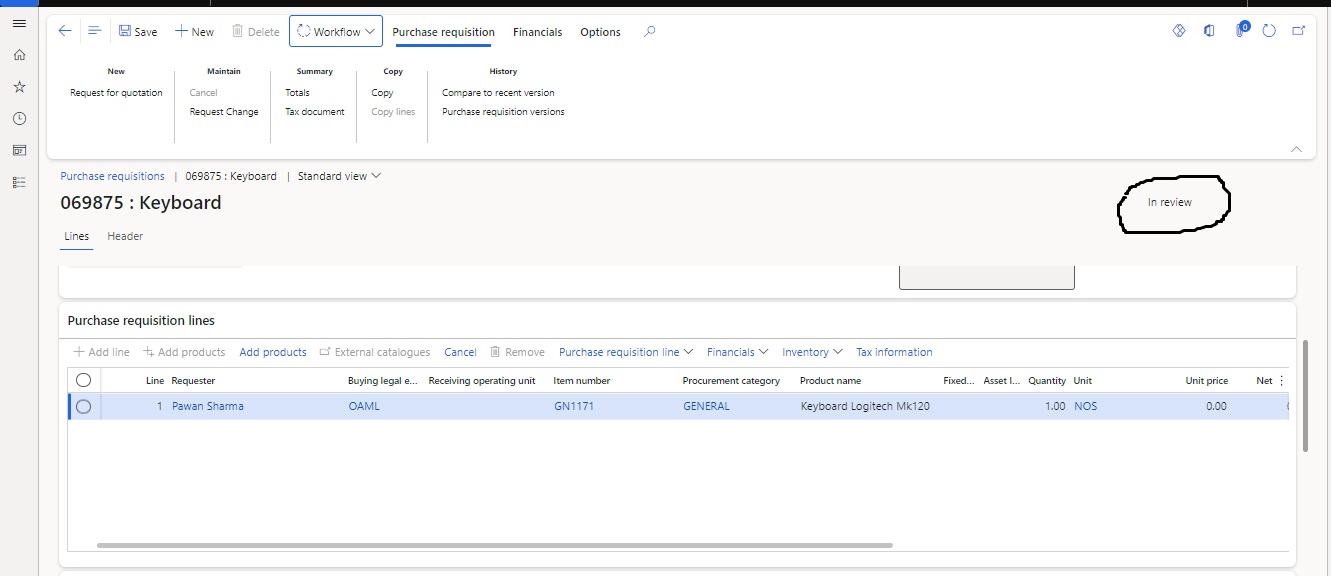 Save New Delete Workflow Purchase requisition Financials Options 0
New Maintain Summary Copy History
Request for quotation Cancel Totals Copy Compare to recent version
Request Change Tax document Copy lines Purchase requisition versions
Purchase requisitions | 069875 : Keyboard | Standard view
069875 : Keyboard
In review
Lines Header
Purchase requisition lines
Add line Add products Add products External catalogues Cancel Remove Purchase requisition line Financials Inventory Tax information
Line Requester Buying legal e... Receiving operating unit Item number Procurement category Product name Fixed... Asset l... Quantity Unit Unit price Net
1 Pawan Sharma OAML GN1171 GENERAL Keyboard Logitech Mk120 1.00 NOS 0.00